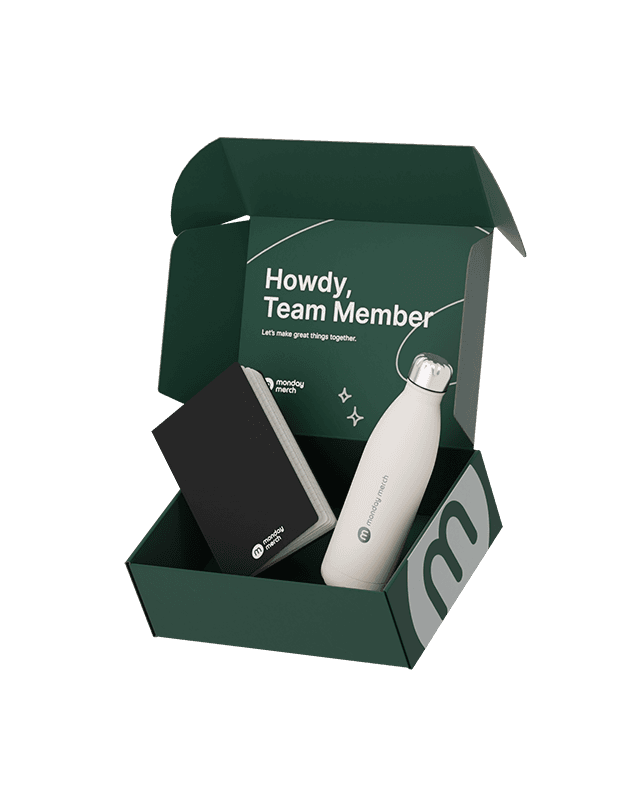 Howdy,
Team Member
Let's make great things together.
m monday
merch
m monday
merch
m monday merch
m